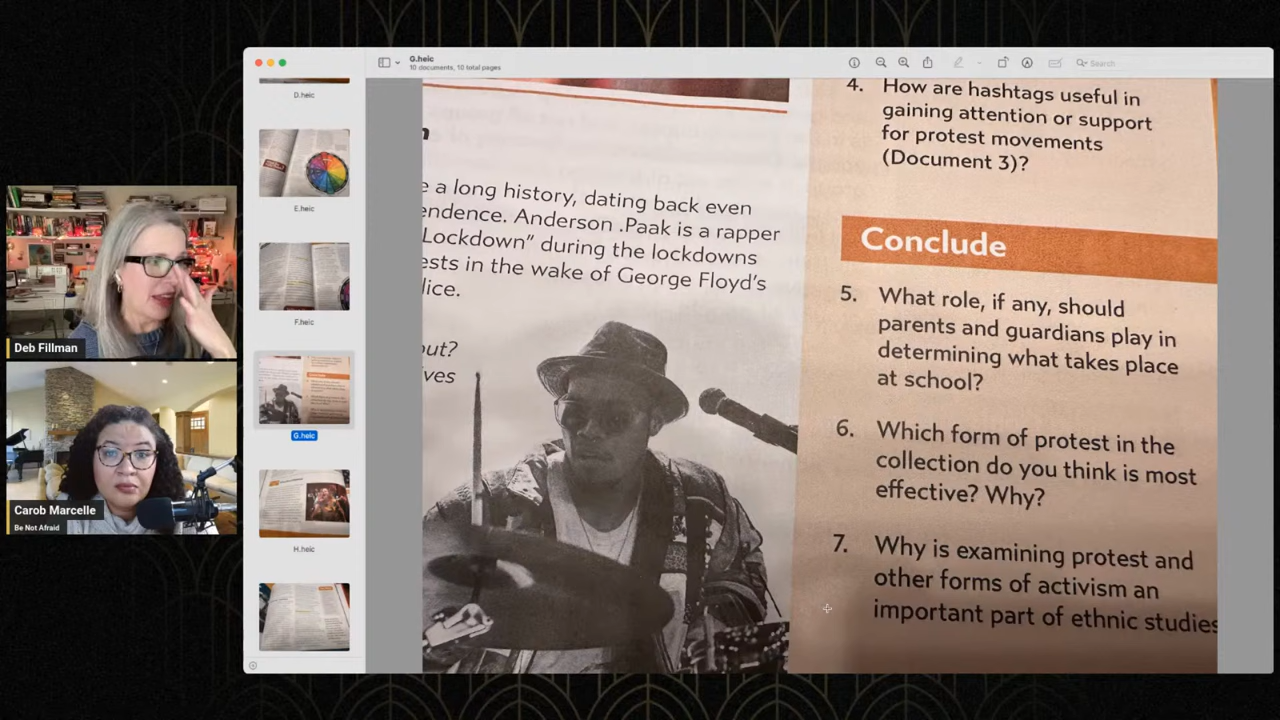 G.heic
10 documents, 10 total pages
Search
D.heic
E.heic
F.heic
G.heic
H.heic
Deb Fillman
Carob Marcelle
Be Not Afraid
e a long history, dating back even
endence. Anderson .Paak is a rapper
Lockdown” during the lockdowns
ests in the wake of George Floyd’s
lice.
out?
ives
4. How are hashtags useful in
gaining attention or support
for protest movements
(Document 3)?
Conclude
5. What role, if any, should
parents and guardians play in
determining what takes place
at school?
6. Which form of protest in the
collection do you think is most
effective? Why?
7. Why is examining protest and
other forms of activism an
important part of ethnic studies